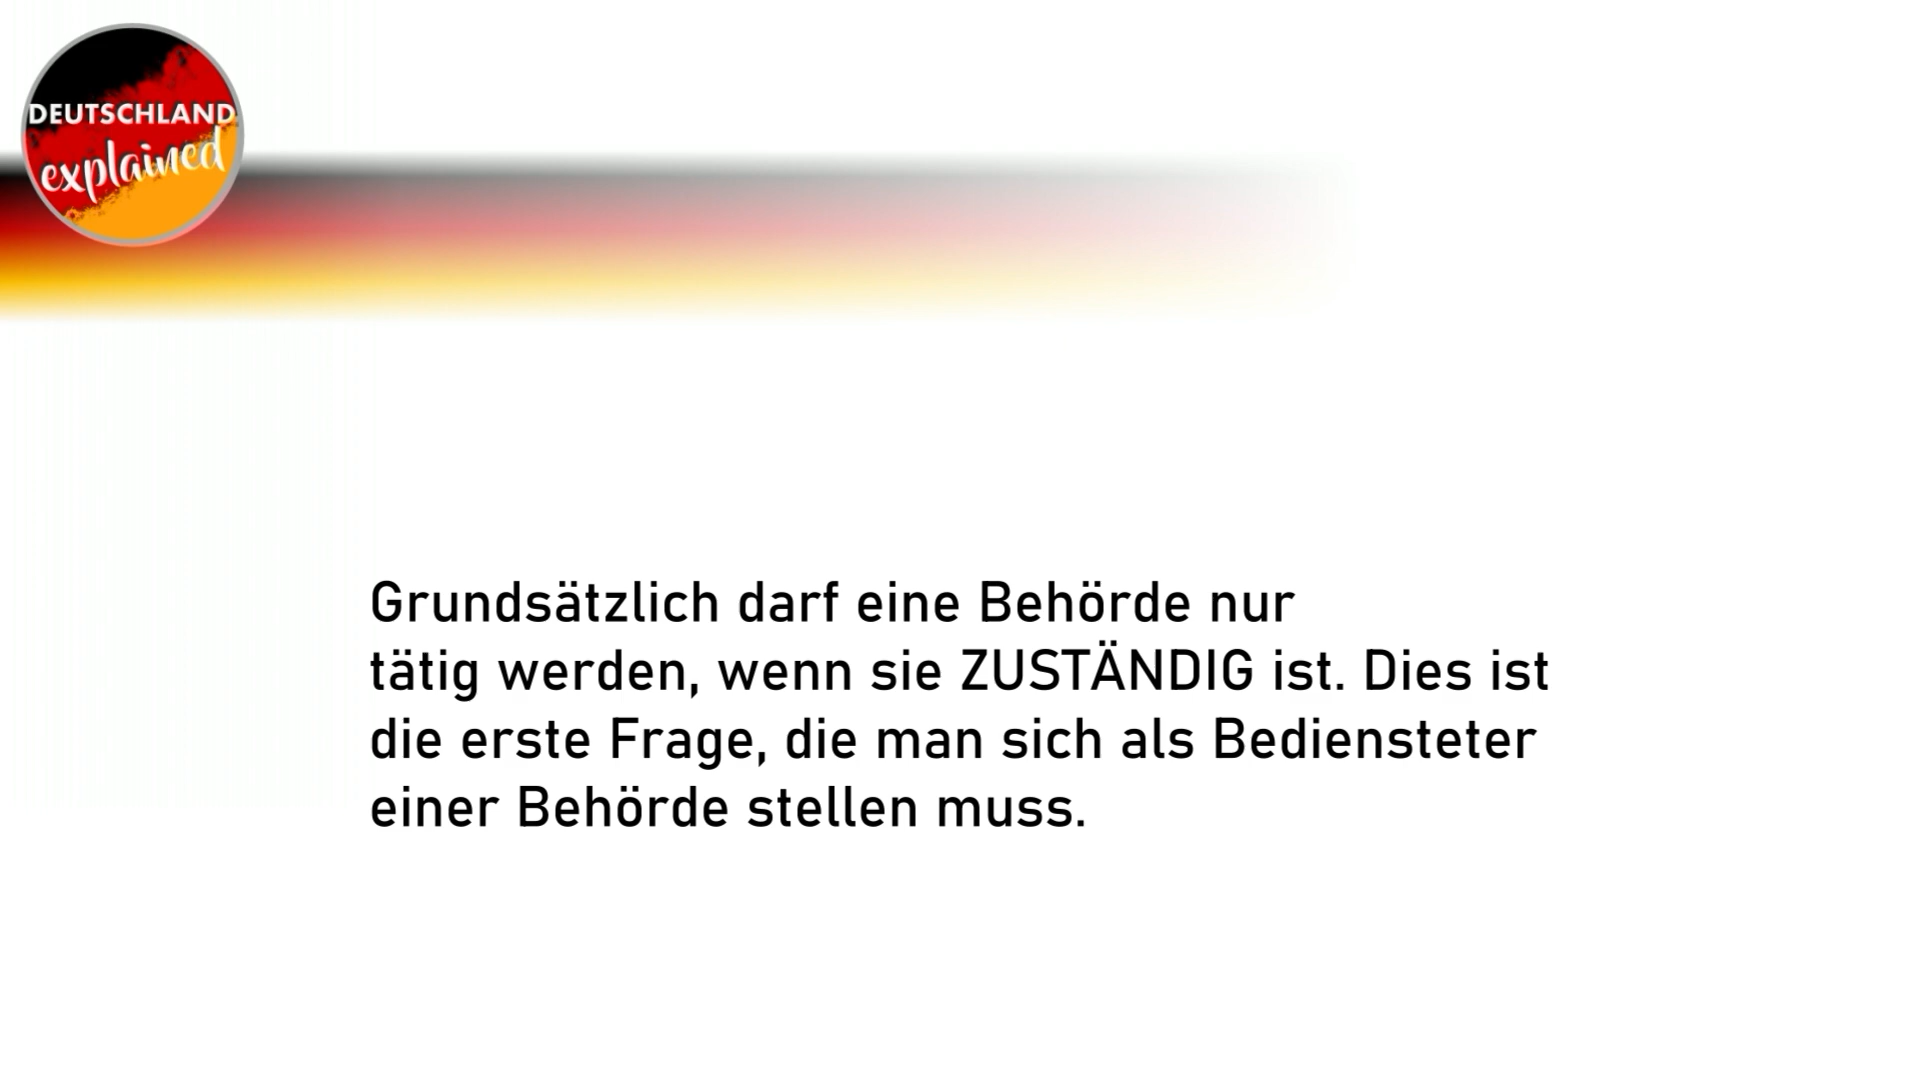 DEUTSCHLAND
explained
Grundsätzlich darf eine Behörde nur
tätig werden, wenn sie ZUSTÄNDIG ist. Dies ist
die erste Frage, die man sich als Bediensteter
einer Behörde stellen muss.